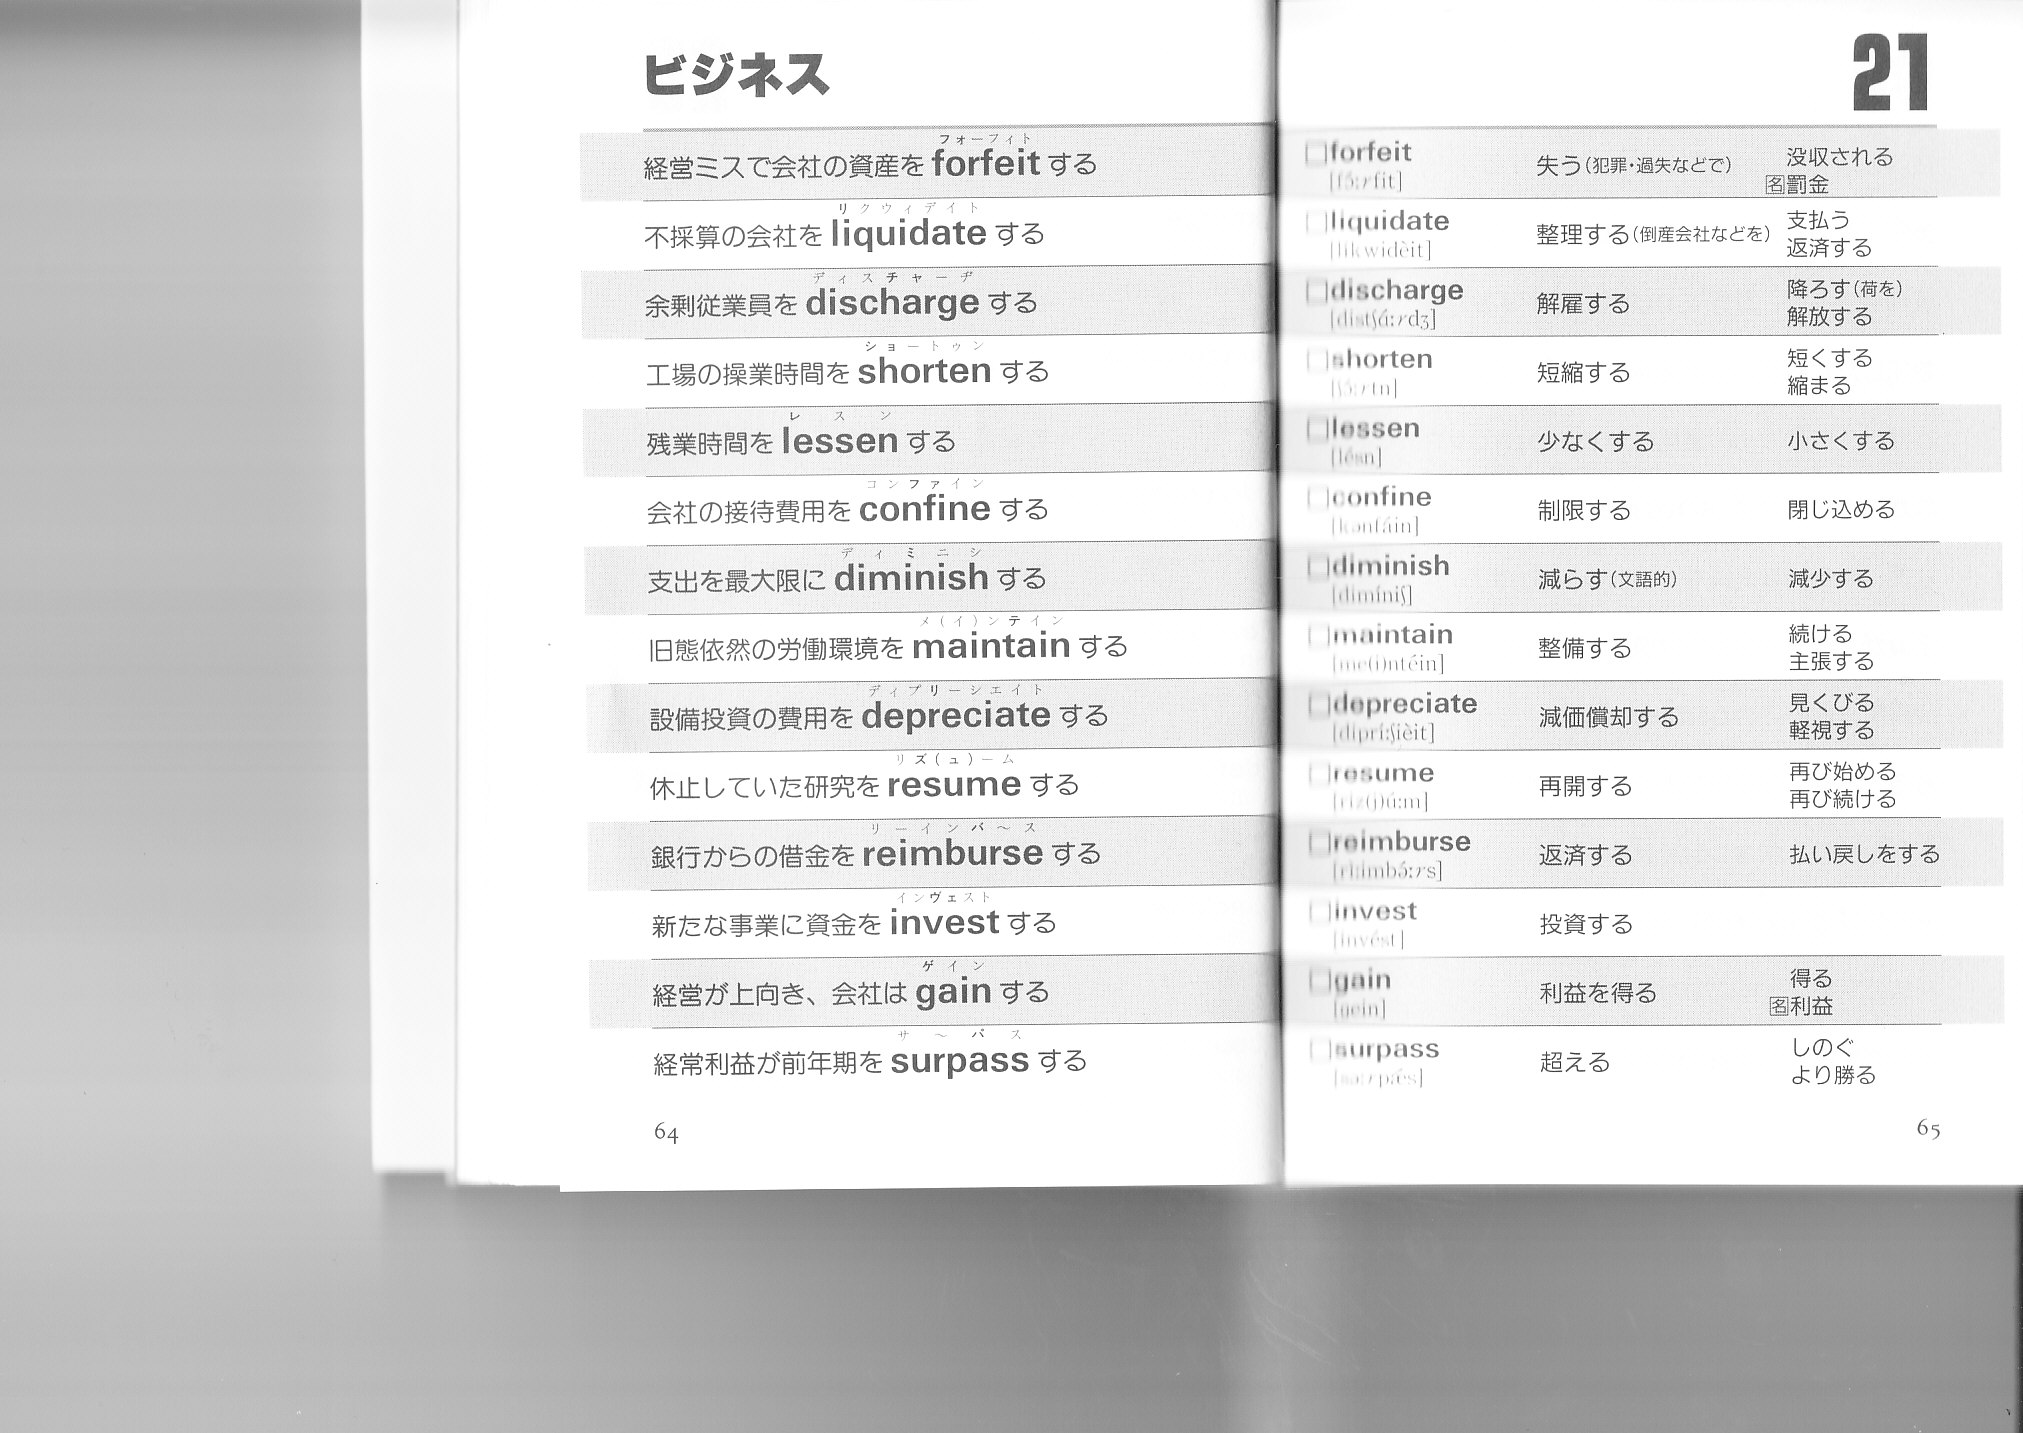 ビジネス
フォーフィト
経営ミスで会社の資産を forfeit する
リクウィデイト
不採算の会社を liquidate する
ディスチャーヂ
余剰従業員を discharge する
ショートゥン
工場の操業時間を shorten する
レスン
残業時間を lessen する
コンファイン
会社の接待費用を confine する
ディミニシ
支出を最大限に diminish する
メ(イ)ンテイン
旧態依然の労働環境を maintain する
ディプリーシエイト
設備投資の費用を depreciate する
リズ(ュ)ーム
休止していた研究を resume する
リーインバ〜ス
銀行からの借金を reimburse する
インヴェスト
新たな事業に資金を invest する
ゲイン
経営が上向き、会社は gain する
サ〜パス
経常利益が前年期を surpass する
64
21
forfeit 失う(犯罪・過失などで) 没収される
[fɔ́ːrfit] 名罰金
liquidate 整理する(倒産会社などを) 支払う
[líkwidèit] 返済する
discharge 解雇する 降ろす(荷を)
[distʃɑ́ːrdʒ] 解放する
shorten 短縮する 短くする
[ʃɔ́ːrtn] 縮まる
lessen 少なくする 小さくする
[lésn]
confine 制限する 閉じ込める
[kənfáin]
diminish 減らす(文語的) 減少する
[dimíniʃ]
maintain 整備する 続ける
[me(i)ntéin] 主張する
depreciate 減価償却する 見くびる
[dipríːʃièit] 軽視する
resume 再開する 再び始める
[riz(j)úːm] 再び続ける
reimburse 返済する 払い戻しをする
[riːimbə́ːrs]
invest 投資する
[invést]
gain 利益を得る 得る
[gein] 名利益
surpass 超える しのぐ
[səːrpǽs] より勝る
65